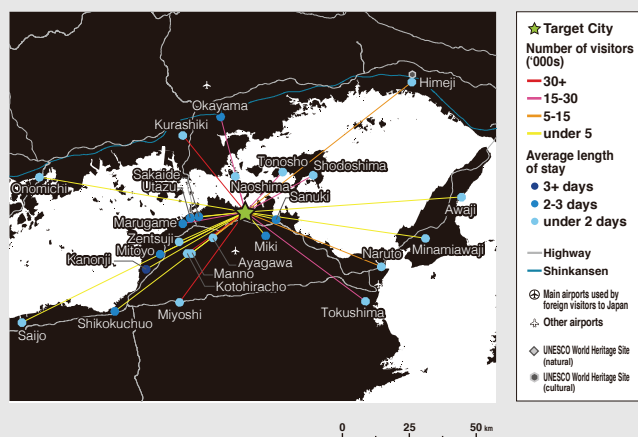 Himeji
Okayama
Kurashiki
Tonosho
Shodoshima
Onomichi
Sakaide
Utazu
Naoshima
Sanuki
Awaji
Marugame
Zentsuji
Mitoyo
Miki
Minamiawaji
Kanonji
Ayagawa
Naruto
Manno
Kotohiracho
Miyoshi
Tokushima
Shikokuchuo
Saijo
0 25 50 km
Target City
Number of visitors
('000s)
30+
15-30
5-15
under 5
Average length
of stay
3+ days
2-3 days
under 2 days
Highway
Shinkansen
Main airports used by
foreign visitors to Japan
Other airports
UNESCO World Heritage Site
(natural)
UNESCO World Heritage Site
(cultural)